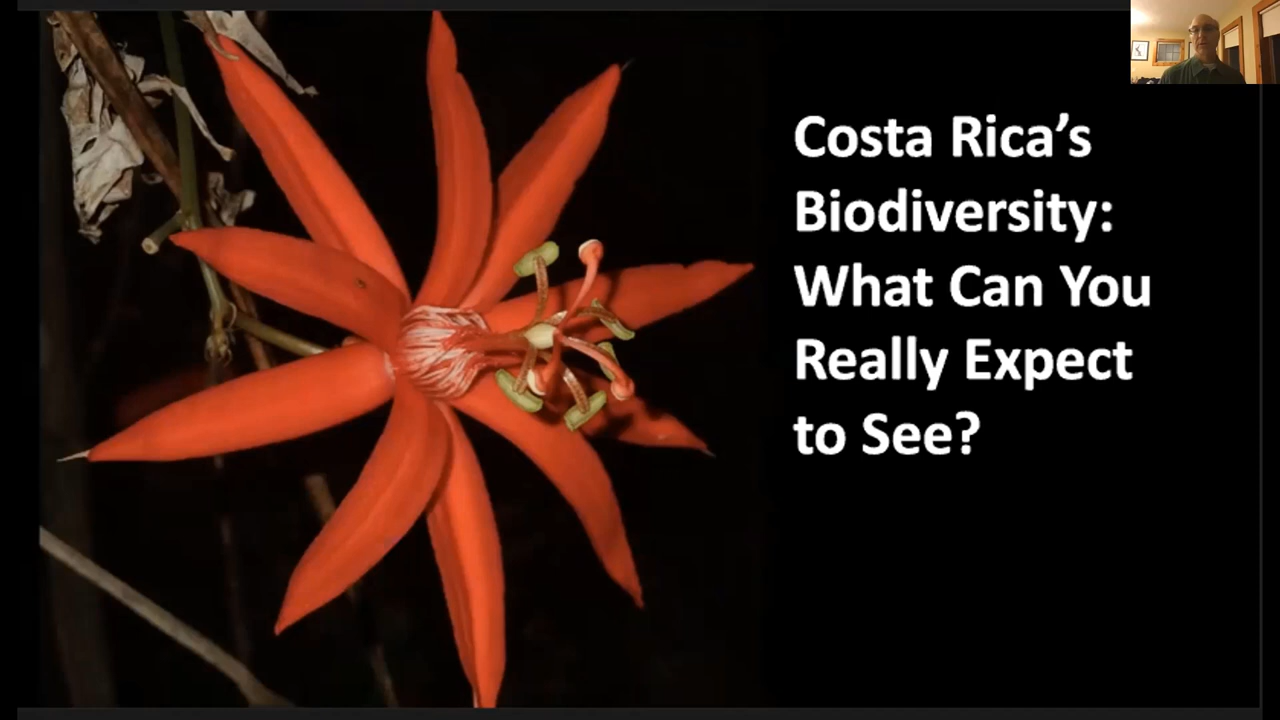 Costa Rica’s
Biodiversity:
What Can You
Really Expect
to See?